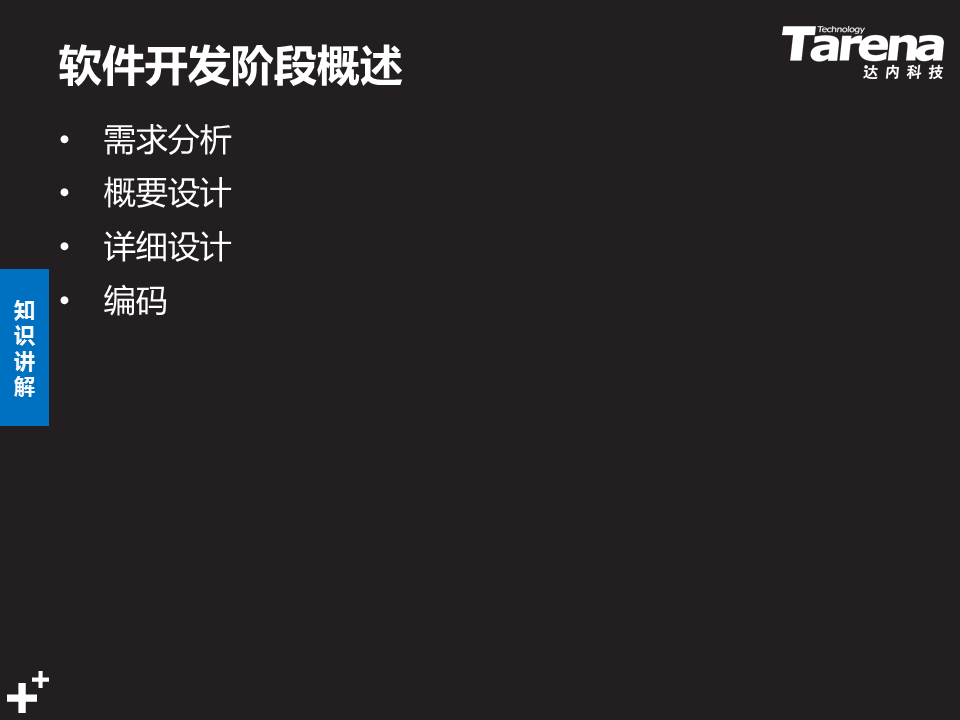 软件开发阶段概述
Technology
Tarena
达内科技
• 需求分析
• 概要设计
• 详细设计
• 编码
知
识
讲
解